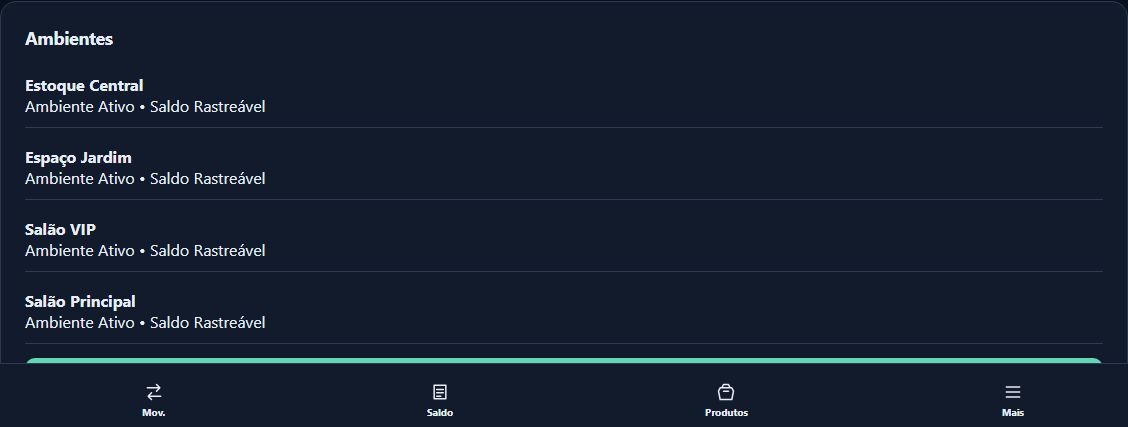 Ambientes
Estoque Central
Ambiente Ativo • Saldo Rastreável
Espaço Jardim
Ambiente Ativo • Saldo Rastreável
Salão VIP
Ambiente Ativo • Saldo Rastreável
Salão Principal
Ambiente Ativo • Saldo Rastreável
Mov.
Saldo
Produtos
Mais